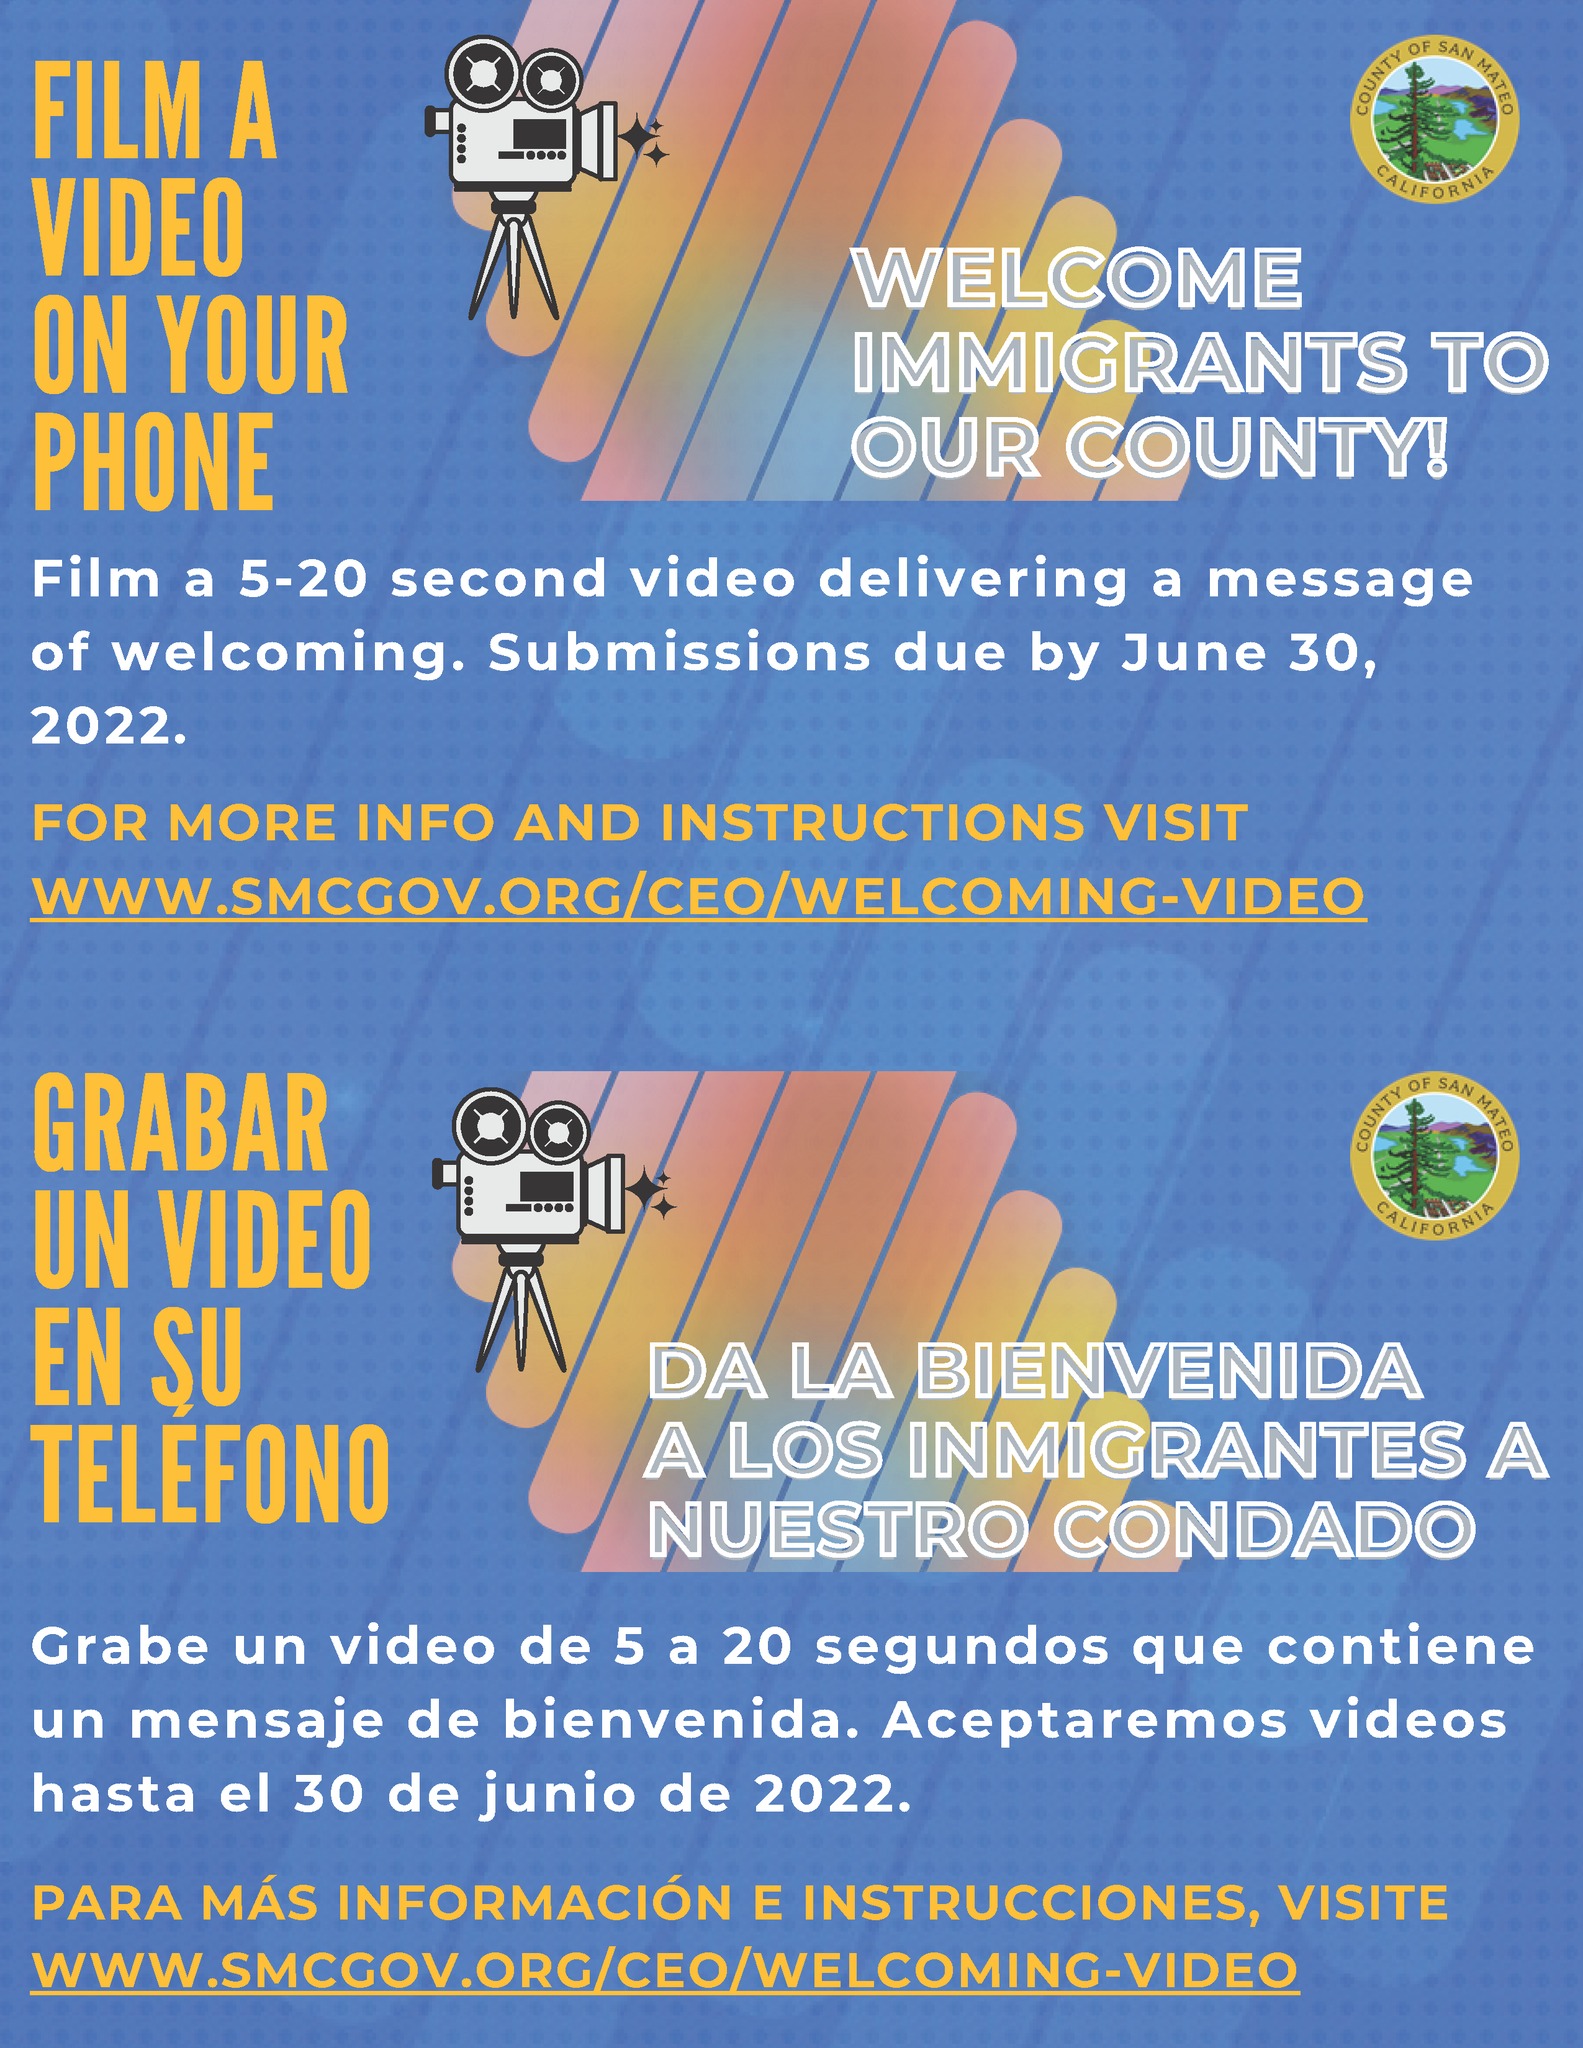 FILM A
VIDEO
ON YOUR
PHONE
COUNTY OF SAN MATEO
CALIFORNIA
WELCOME
IMMIGRANTS TO
OUR COUNTY!
Film a 5-20 second video delivering a message
of welcoming. Submissions due by June 30,
2022.
FOR MORE INFO AND INSTRUCTIONS VISIT
WWW.SMCGOV.ORG/CEO/WELCOMING-VIDEO
GRABAR
UN VIDEO
EN SU
TELÉFONO
COUNTY OF SAN MATEO
CALIFORNIA
DA LA BIENVENIDA
A LOS INMIGRANTES A
NUESTRO CONDADO
Grabe un video de 5 a 20 segundos que contiene
un mensaje de bienvenida. Aceptaremos videos
hasta el 30 de junio de 2022.
PARA MÁS INFORMACIÓN E INSTRUCCIONES, VISITE
WWW.SMCGOV.ORG/CEO/WELCOMING-VIDEO